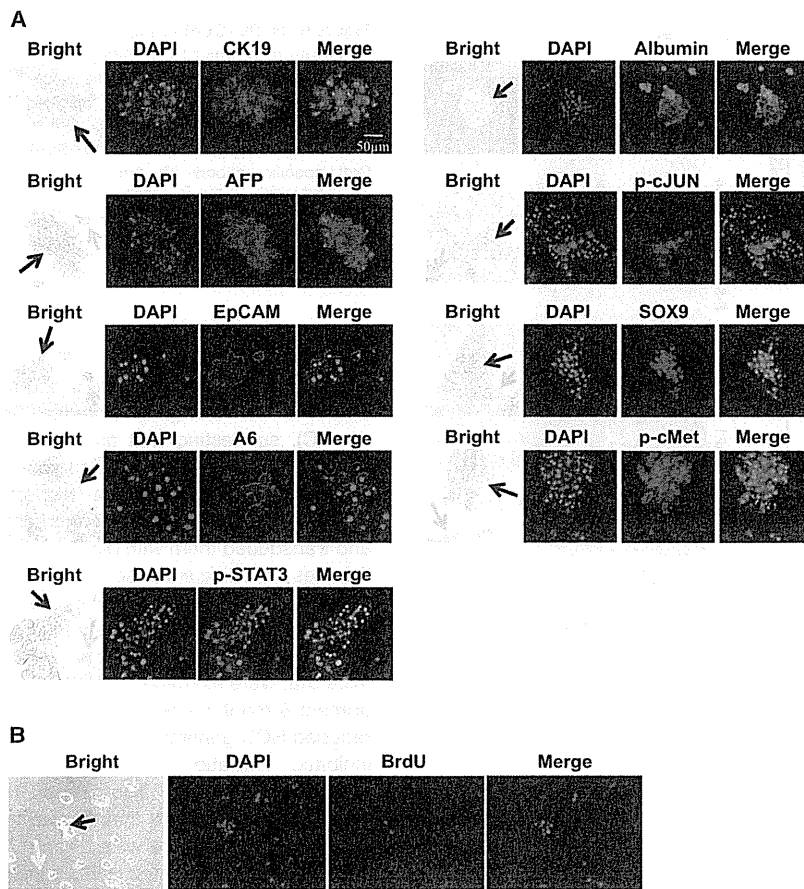 A
Bright DAPI CK19 Merge
50µm
Bright DAPI AFP Merge
Bright DAPI EpCAM Merge
Bright DAPI A6 Merge
Bright DAPI p-STAT3 Merge
Bright DAPI Albumin Merge
Bright DAPI p-cJUN Merge
Bright DAPI SOX9 Merge
Bright DAPI p-cMet Merge
B
Bright DAPI BrdU Merge